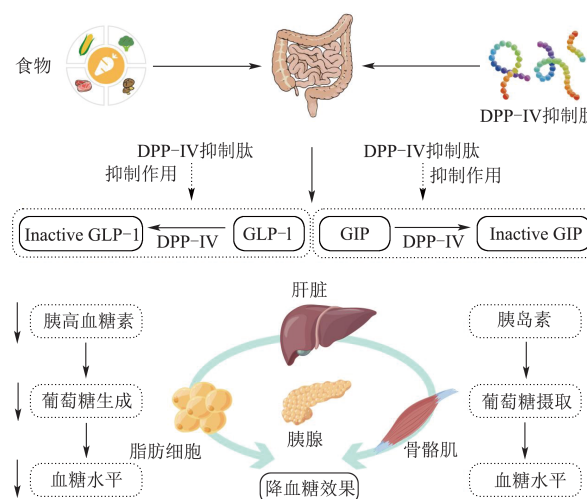 食物
DPP-IV抑制肽
DPP-IV抑制肽
抑制作用
DPP-IV抑制肽
抑制作用
Inactive GLP-1
DPP-IV
GLP-l
GIP
DPP-IV
Inactive GIP
肝脏
胰高血糖素
胰岛素
葡萄糖生成
脂肪细胞
胰腺
骨骼肌
葡萄糖摄取
血糖水平
降血糖效果
血糖水平